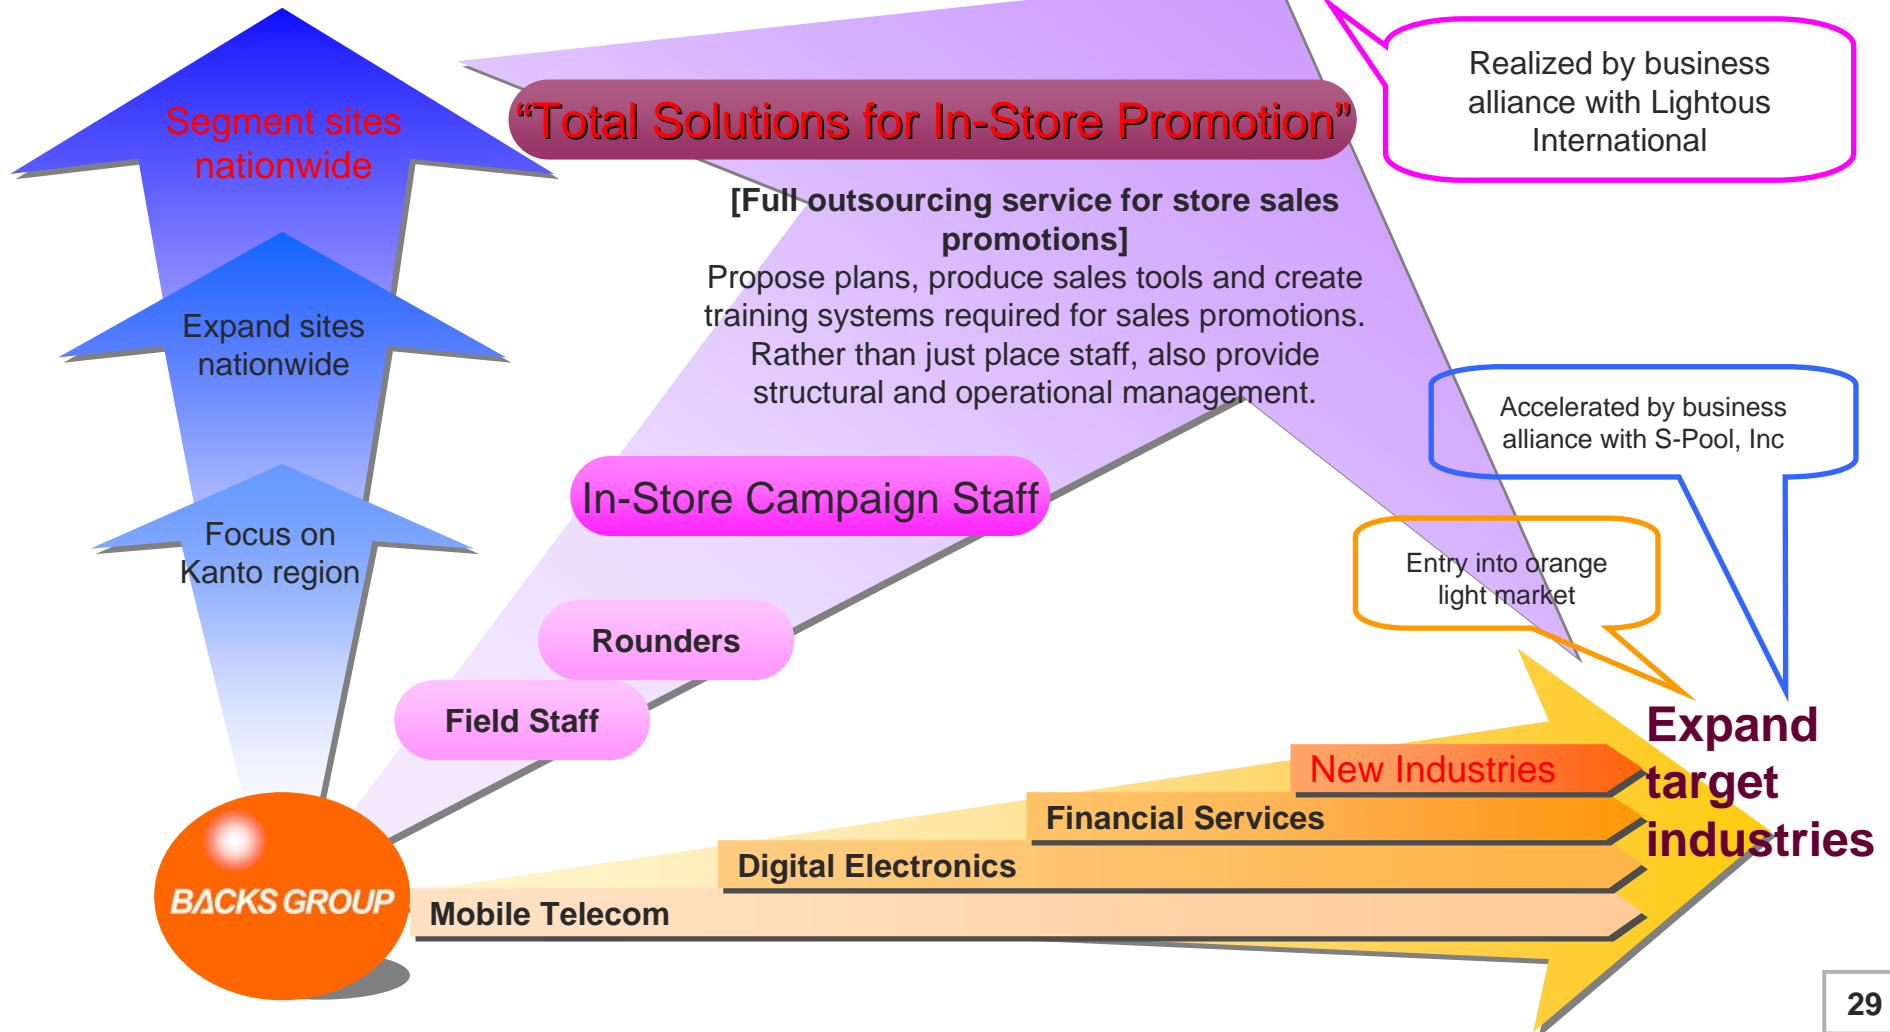 Segment sites
nationwide
Expand sites
nationwide
Focus on
Kanto region
“Total Solutions for In-Store Promotion”
[Full outsourcing service for store sales
promotions]
Propose plans, produce sales tools and create
training systems required for sales promotions.
Rather than just place staff, also provide
structural and operational management.
Realized by business
alliance with Lightous
International
In-Store Campaign Staff
Rounders
Field Staff
Accelerated by business
alliance with S-Pool, Inc
Entry into orange
light market
Expand
target
industries
New Industries
Financial Services
Digital Electronics
Mobile Telecom
BACKS GROUP
29